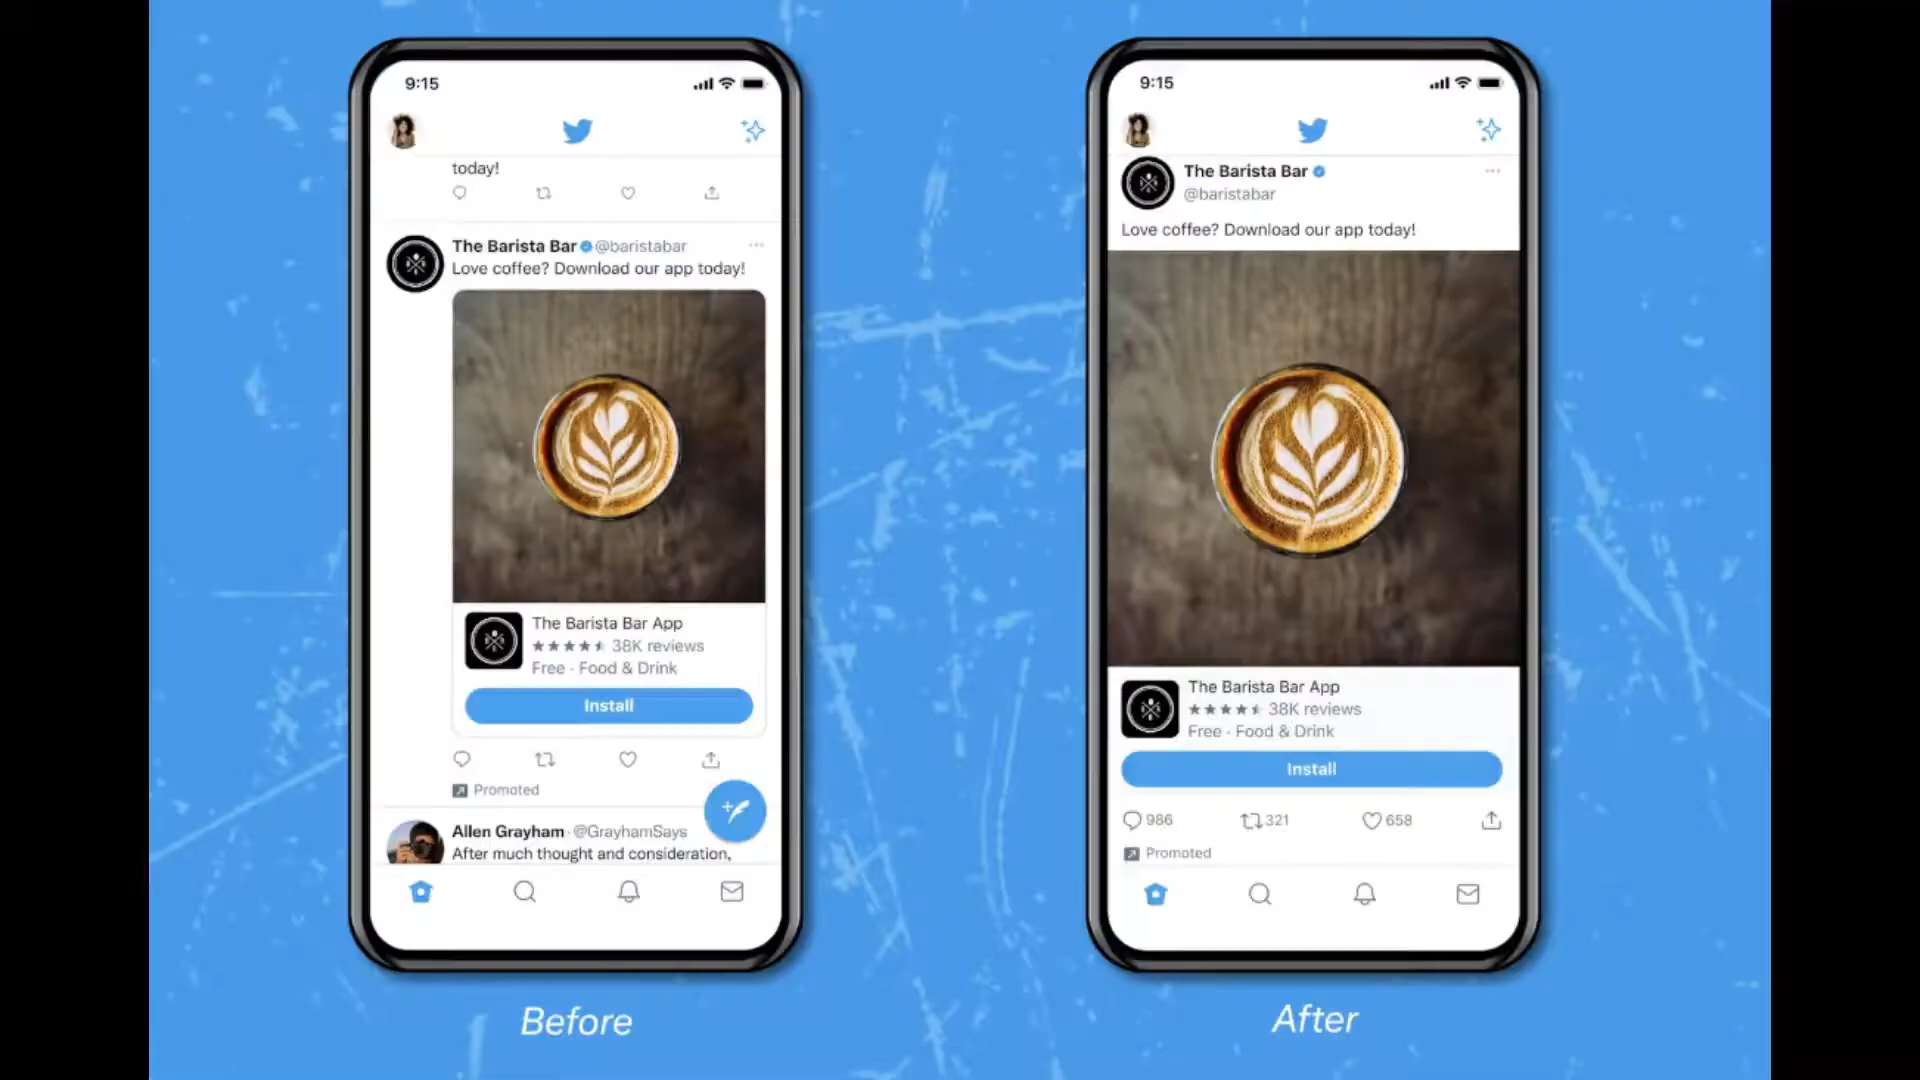 9:15
today!
The Barista Bar @baristabar
Love coffee? Download our app today!
The Barista Bar App
38K reviews
Free · Food & Drink
Install
Promoted
Allen Grayham · @GrayhamSays
After much thought and consideration,
Before
9:15
The Barista Bar
@baristabar
Love coffee? Download our app today!
The Barista Bar App
38K reviews
Free · Food & Drink
Install
986 321 658
Promoted
After